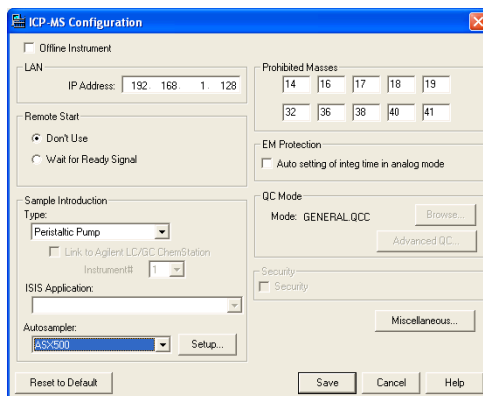 ICP-MS Configuration
Offline Instrument
LAN
IP Address: 192. 168. 1. 128
Remote Start
Don't Use
Wait for Ready Signal
Sample Introduction
Type:
Peristaltic Pump
Link to Agilent LC/GC ChemStation
Instrument# 1
ISIS Application:
Autosampler:
ASX500
Setup...
Prohibited Masses
14 16 17 18 19
32 36 38 40 41
EM Protection
Auto setting of integ time in analog mode
QC Mode
Mode: GENERAL.QCC
Browse...
Advanced QC...
Security
Security
Miscellaneous...
Reset to Default
Save
Cancel
Help